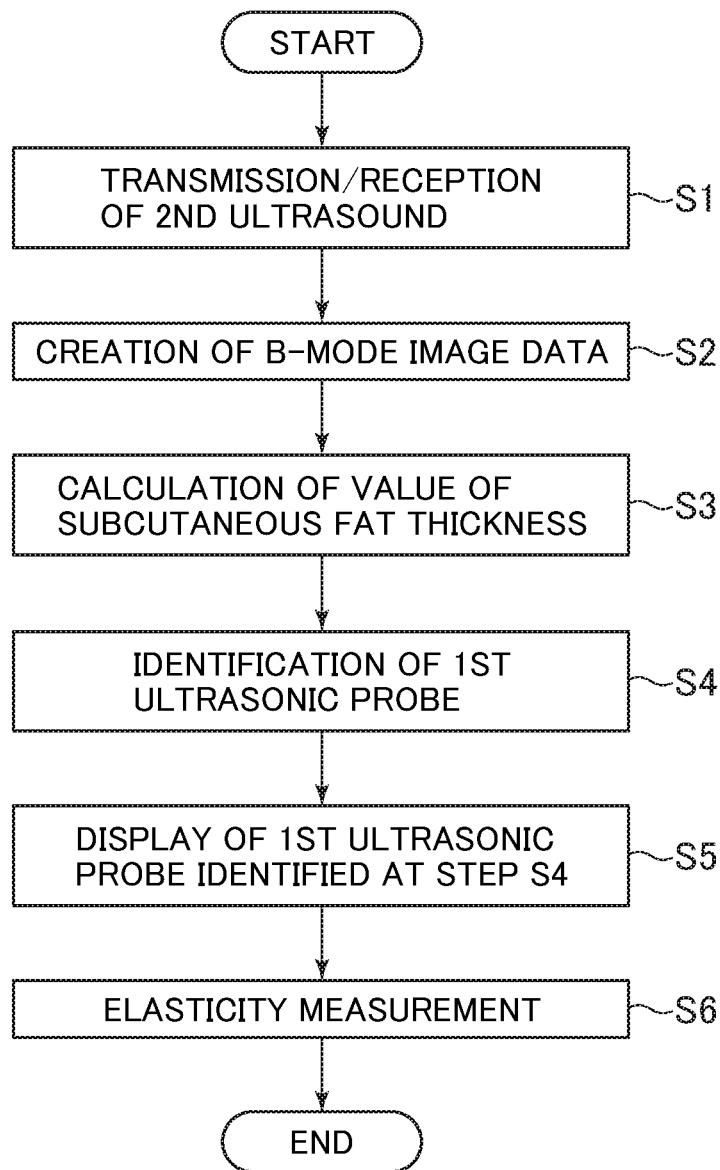 START
TRANSMISSION/RECEPTION
OF 2ND ULTRASOUND
S1
CREATION OF B-MODE IMAGE DATA
S2
CALCULATION OF VALUE OF
SUBCUTANEOUS FAT THICKNESS
S3
IDENTIFICATION OF 1ST
ULTRASONIC PROBE
S4
DISPLAY OF 1ST ULTRASONIC
PROBE IDENTIFIED AT STEP S4
S5
ELASTICITY MEASUREMENT
S6
END